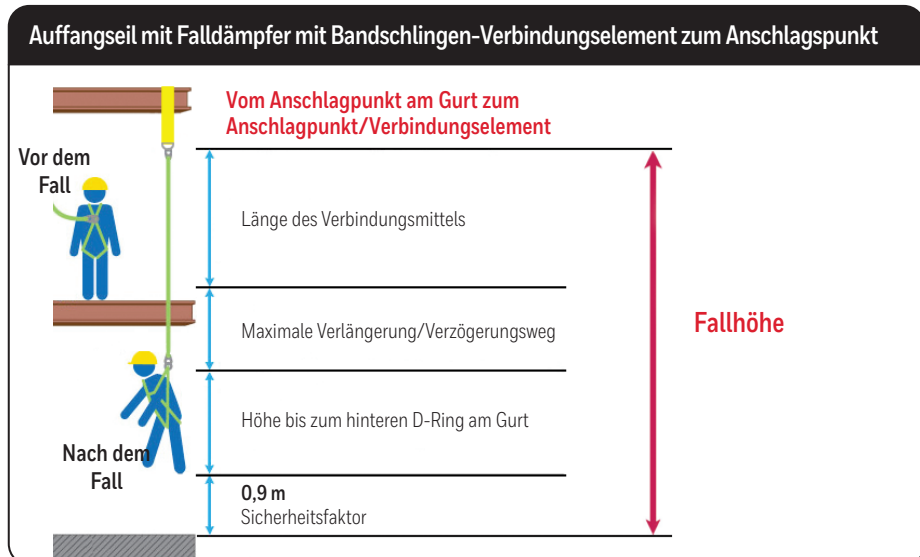 Auffangseil mit Falldämpfer mit Bandschlingen-Verbindungselement zum Anschlagspunkt
Vom Anschlagpunkt am Gurt zum
Anschlagpunkt/Verbindungselement
Vor dem
Fall
Länge des Verbindungsmittels
Maximale Verlängerung/Verzögerungsweg
Fallhöhe
Höhe bis zum hinteren D-Ring am Gurt
Nach dem
Fall
0,9 m
Sicherheitsfaktor